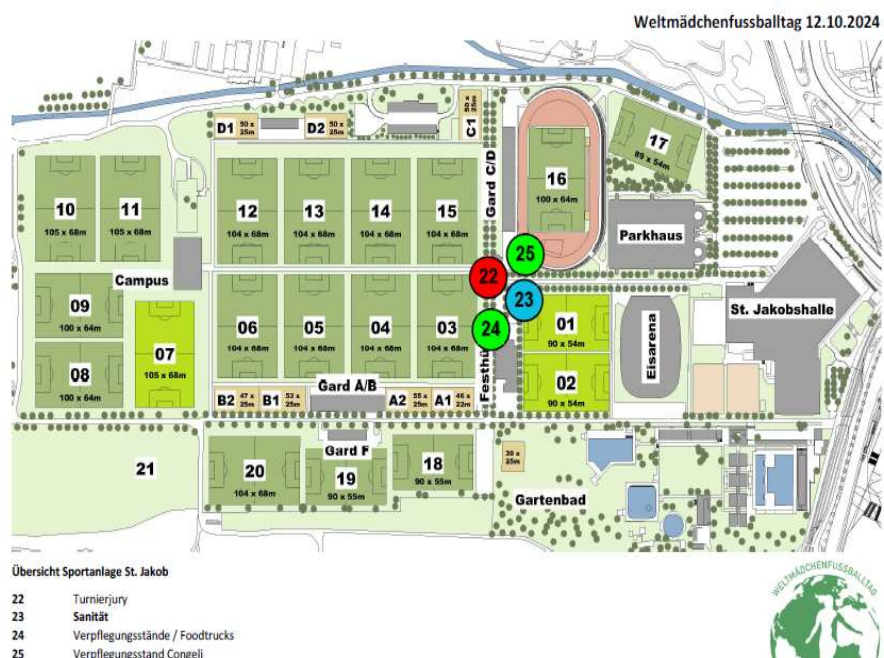 Weltmädchenfussballtag 12.10.2024
D1 50 x 25m
D2 50 x 25m
C1 50 x 25m
17
89 x 54m
10
105 x 68m
11
105 x 68m
12
104 x 68m
13
104 x 68m
14
104 x 68m
15
104 x 68m
Gard C/D
16
100 x 64m
Parkhaus
25
22
23
24
Campus
St. Jakobshalle
09
100 x 64m
07
105 x 68m
06
104 x 68m
05
104 x 68m
04
104 x 68m
03
104 x 68m
01
90 x 54m
Eisarena
08
100 x 64m
02
90 x 54m
Gard A/B
B2 47 x 25m
B1 53 x 25m
A2 55 x 25m
A1 46 x 22m
21
20
104 x 68m
Gard F
19
90 x 55m
18
90 x 55m
30 x 25m
Gartenbad
Übersicht Sportanlage St. Jakob
22 Turnierjury
23 Sanität
24 Verpflegungsstände / Foodtrucks
25 Verpflegungsstand Congeli
WELTMÄDCHENFUSSBALLTAG